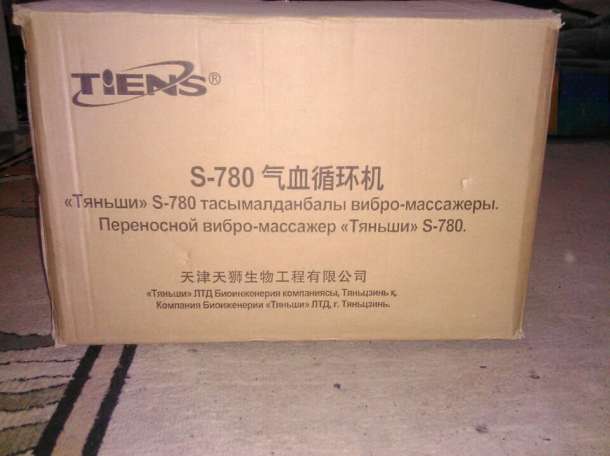 TIENS®
S-780 气血循环机
«Тяньши» S-780 тасымалданбалы вибро-массажеры.
Переносной вибро-массажер «Тяньши» S-780.
天津天狮生物工程有限公司
«Тяньши» ЛТД Биоинженерия компаниясы, Тяньцзинь қ.
Компания Биоинженерии «Тяньши» ЛТД, г. Тяньцзинь.